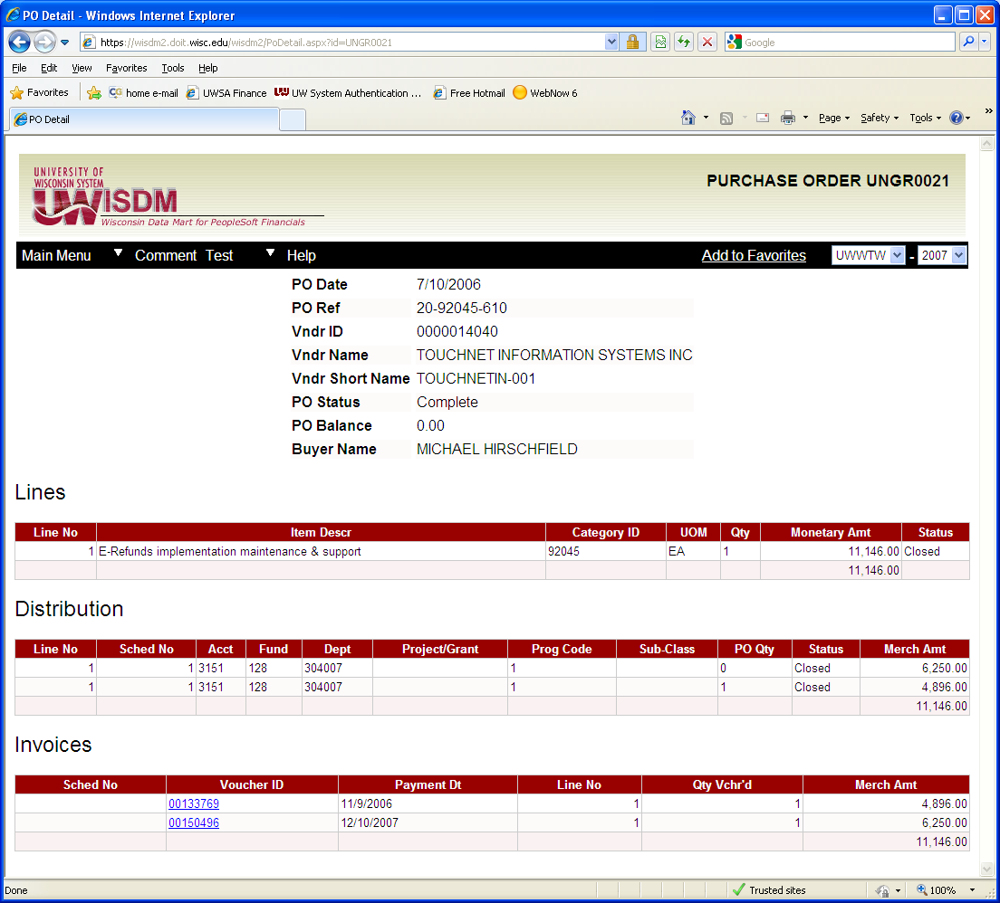 PO Detail - Windows Internet Explorer
https://wisdm2.doit.wisc.edu/wisdm2/PoDetail.aspx?id=UNGR0021 Google
File Edit View Favorites Tools Help
Favorites home e-mail UWSA Finance UW System Authentication ... Free Hotmail WebNow 6
PO Detail Page Safety Tools »
UNIVERSITY OF
WISCONSIN SYSTEM
UWISDM
Wisconsin Data Mart for PeopleSoft Financials
PURCHASE ORDER UNGR0021
Main Menu Comment Test Help Add to Favorites UWWTW - 2007
PO Date 7/10/2006
PO Ref 20-92045-610
Vndr ID 0000014040
Vndr Name TOUCHNET INFORMATION SYSTEMS INC
Vndr Short Name TOUCHNETIN-001
PO Status Complete
PO Balance 0.00
Buyer Name MICHAEL HIRSCHFIELD
Lines
Line No Item Descr Category ID UOM Qty Monetary Amt Status
1 E-Refunds implementation maintenance & support 92045 EA 1 11,146.00 Closed
11,146.00
Distribution
Line No Sched No Acct Fund Dept Project/Grant Prog Code Sub-Class PO Qty Status Merch Amt
1 1 3151 128 304007 1 0 Closed 6,250.00
1 1 3151 128 304007 1 1 Closed 4,896.00
11,146.00
Invoices
Sched No Voucher ID Payment Dt Line No Qty Vchr'd Merch Amt
00133769 11/9/2006 1 1 4,896.00
00150496 12/10/2007 1 1 6,250.00
11,146.00
Done Trusted sites 100%